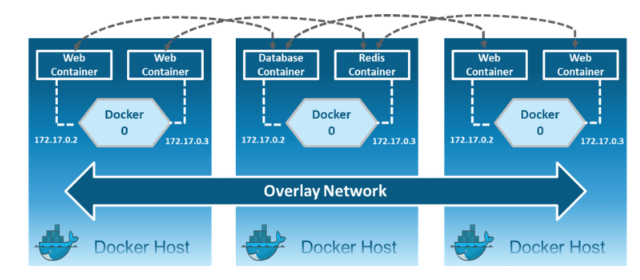 Web
Container
Web
Container
Docker
0
172.17.0.2
172.17.0.3
Database
Container
Redis
Container
Docker
0
172.17.0.2
172.17.0.3
Web
Container
Web
Container
Docker
0
172.17.0.2
172.17.0.3
Overlay Network
Docker Host
Docker Host
Docker Host